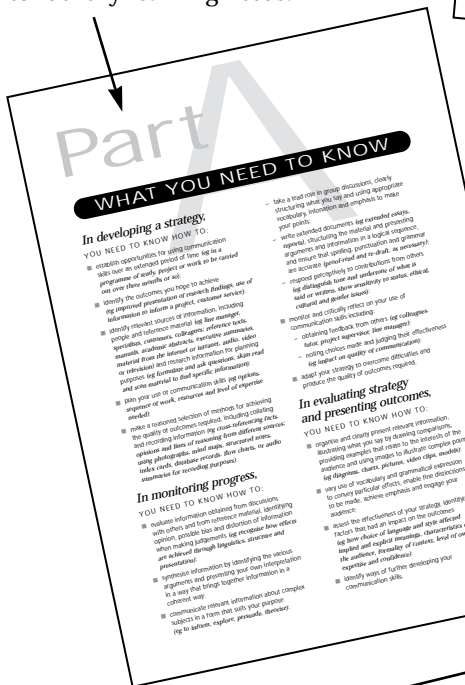 Part A
WHAT YOU NEED TO KNOW
In developing a strategy,
YOU NEED TO KNOW HOW TO:
■ establish opportunities for using communication
skills over an extended period of time (eg in a
programme of study, project or work to be carried
out over three months or so);
■ identify the outcomes you hope to achieve
(eg improved presentation of research findings, use of
information to inform a project, customer service);
■ identify relevant sources of information, including
people and reference material (eg line manager,
specialists, customers, colleagues; reference texts,
manuals, academic abstracts, executive summaries,
material from the internet or intranet, audio, video
or television) and research information for planning
purposes (eg formulate and ask questions, skim read
and scan material to find specific information);
■ plan your use of communication skills (eg options,
sequence of work, resources and level of expertise
needed);
■ make a reasoned selection of methods for achieving
the quality of outcomes required, including collating
and recording information (eg cross-referencing facts,
opinions and lines of reasoning from different sources;
using photographs, mind maps, structured notes,
index cards, database records, flow charts, or audio
summaries for recording purposes).
In monitoring progress,
YOU NEED TO KNOW HOW TO:
■ evaluate information obtained from discussions
with others and from reference material, identifying
opinion, possible bias and distortion of information
when making judgements (eg recognise how effects
are achieved through linguistics, structure and
presentation);
■ synthesise information by identifying the various
arguments and presenting your own interpretation
in a way that brings together information in a
coherent way;
■ communicate relevant information about complex
subjects in a form that suits your purpose
(eg to inform, explore, persuade, theorise):
– take a lead role in group discussions, clearly
structuring what you say and using appropriate
vocabulary, intonation and emphasis to make
your points;
– write extended documents (eg extended essays,
reports), structuring the material and presenting
arguments and information in a logical sequence,
and ensure that spelling, punctuation and grammar
are accurate (proof-read and re-draft, as necessary);
– respond perceptively to contributions from others
(eg distinguish tone and undertone of what is
said or written, show sensitivity to status, ethical,
cultural and gender issues)
■ monitor and critically reflect on your use of
communication skills including:
– obtaining feedback from others (eg colleagues,
tutor, project supervisor, line manager);
– noting choices made and judging their effectiveness
(eg impact on quality of communication);
■ adapt your strategy to overcome difficulties and
produce the quality of outcomes required.
In evaluating strategy
and presenting outcomes,
YOU NEED TO KNOW HOW TO:
■ organise and clearly present relevant information,
illustrating what you say by drawing comparisons,
providing examples that relate to the interests of the
audience and using images to illustrate complex points
(eg diagrams, charts, pictures, video clips, models);
■ vary use of vocabulary and grammatical expression
to convey particular effects, enable fine distinctions
to be made, achieve emphasis and engage your
audience;
■ assess the effectiveness of your strategy, identifying
factors that had an impact on the outcomes
(eg how choice of language and style affected
implied and explicit meanings, characteristics of
the audience, formality of context, level of own
expertise and confidence);
■ identify ways of further developing your
communication skills.